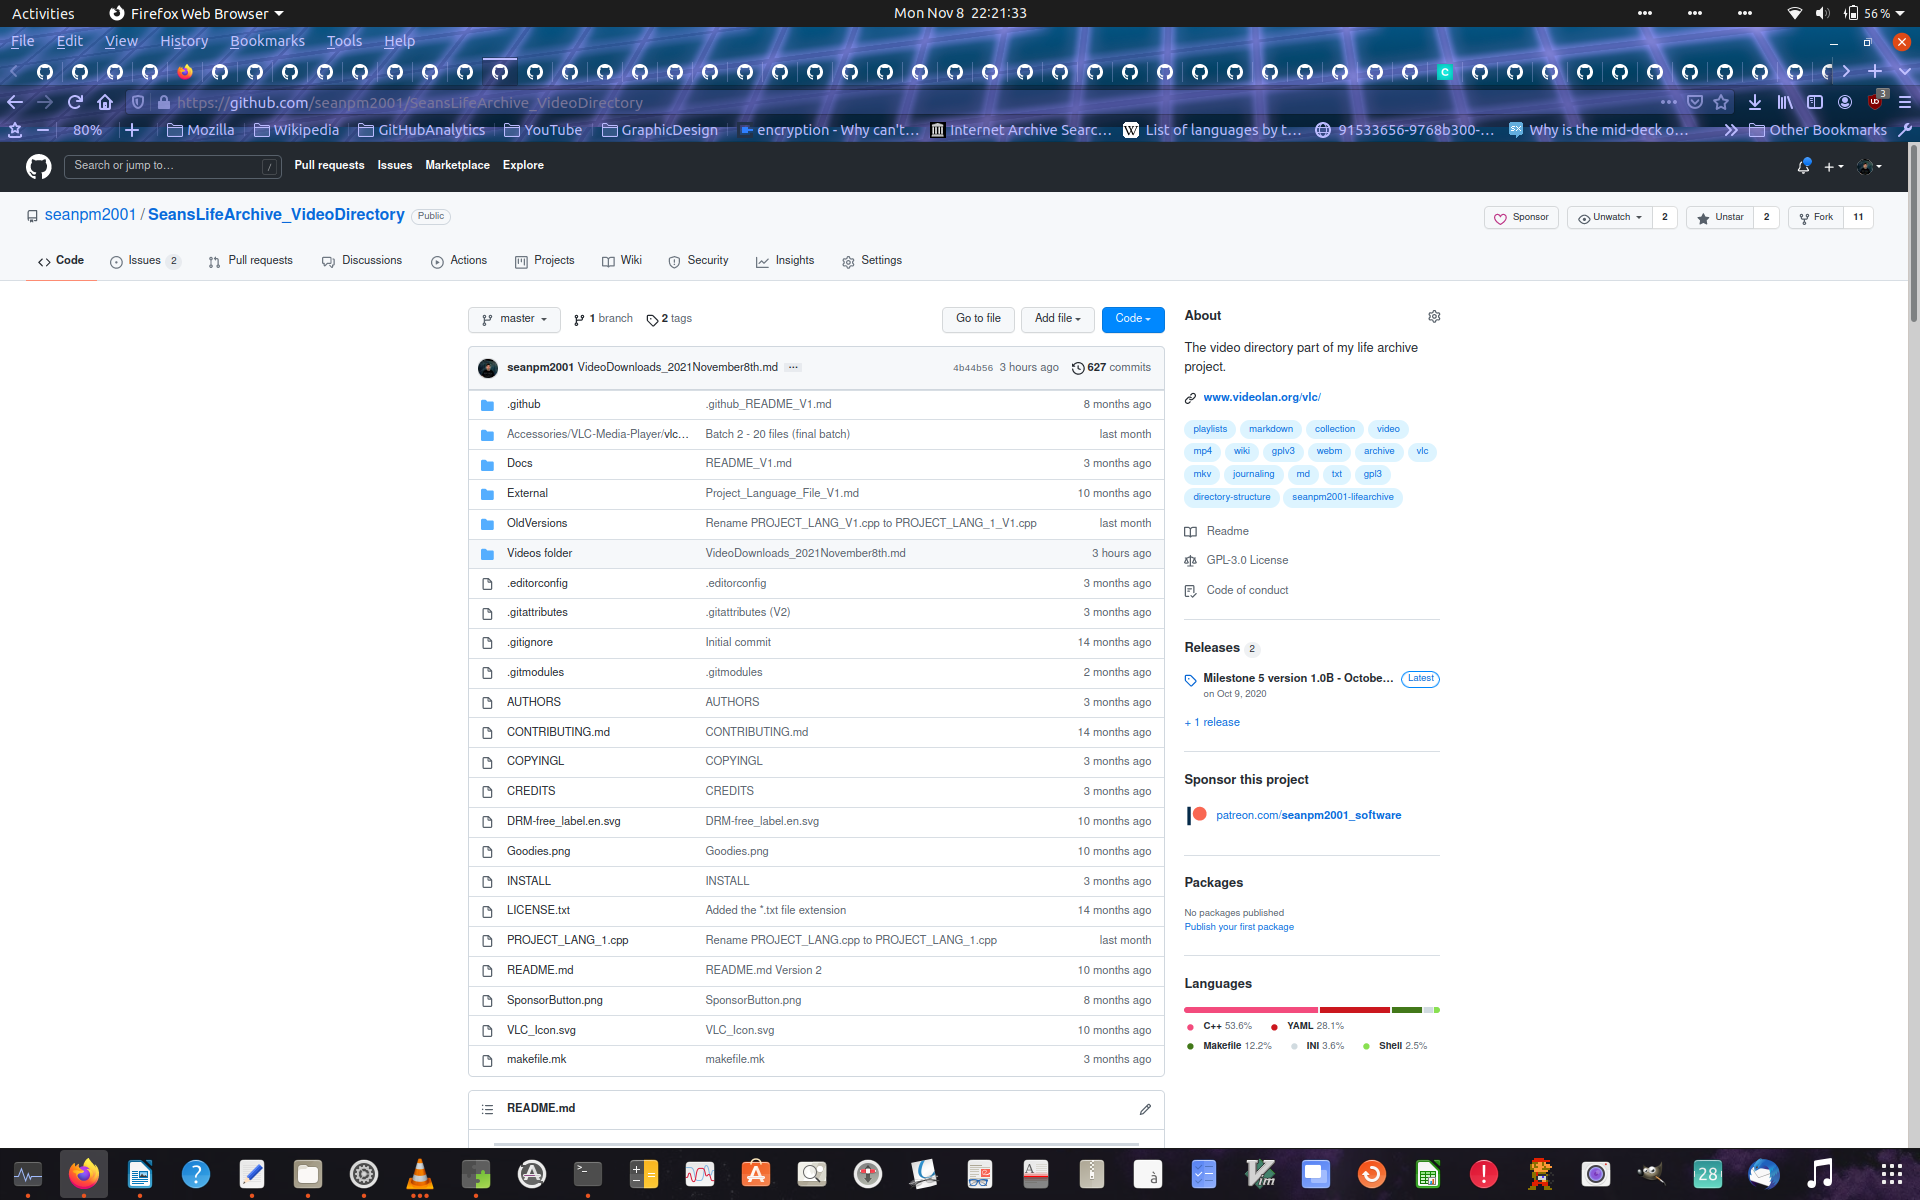 Activities Firefox Web Browser Mon Nov 8 22:21:33 56 %
File Edit View History Bookmarks Tools Help
https://github.com/seanpm2001/SeansLifeArchive_VideoDirectory 3
80% Mozilla Wikipedia GitHubAnalytics YouTube GraphicDesign encryption - Why can't... Internet Archive Searc... List of languages by t... 91533656-9768b300-... Why is the mid-deck o... Other Bookmarks
Search or jump to... / Pull requests Issues Marketplace Explore
seanpm2001 / SeansLifeArchive_VideoDirectory Public Sponsor Unwatch 2 Unstar 2 Fork 11
Code Issues 2 Pull requests Discussions Actions Projects Wiki Security Insights Settings
master 1 branch 2 tags Go to file Add file Code
seanpm2001 VideoDownloads_2021November8th.md ... 4b44b56 3 hours ago 627 commits
.github .github_README_V1.md 8 months ago
Accessories/VLC-Media-Player/vlc... Batch 2 - 20 files (final batch) last month
Docs README_V1.md 3 months ago
External Project_Language_File_V1.md 10 months ago
OldVersions Rename PROJECT_LANG_V1.cpp to PROJECT_LANG_1_V1.cpp last month
Videos folder VideoDownloads_2021November8th.md 3 hours ago
.editorconfig .editorconfig 3 months ago
.gitattributes .gitattributes (V2) 3 months ago
.gitignore Initial commit 14 months ago
.gitmodules .gitmodules 2 months ago
AUTHORS AUTHORS 3 months ago
CONTRIBUTING.md CONTRIBUTING.md 14 months ago
COPYINGL COPYINGL 3 months ago
CREDITS CREDITS 3 months ago
DRM-free_label.en.svg DRM-free_label.en.svg 10 months ago
Goodies.png Goodies.png 10 months ago
INSTALL INSTALL 3 months ago
LICENSE.txt Added the *.txt file extension 14 months ago
PROJECT_LANG_1.cpp Rename PROJECT_LANG.cpp to PROJECT_LANG_1.cpp last month
README.md README.md Version 2 10 months ago
SponsorButton.png SponsorButton.png 8 months ago
VLC_Icon.svg VLC_Icon.svg 10 months ago
makefile.mk makefile.mk 3 months ago
README.md
About
The video directory part of my life archive
project.
www.videolan.org/vlc/
playlists markdown collection video
mp4 wiki gplv3 webm archive vlc
mkv journaling md txt gpl3
directory-structure seanpm2001-lifearchive
Readme
GPL-3.0 License
Code of conduct
Releases 2
Milestone 5 version 1.0B - Octobe... Latest
on Oct 9, 2020
+ 1 release
Sponsor this project
patreon.com/seanpm2001_software
Packages
No packages published
Publish your first package
Languages
C++ 53.6% YAML 28.1%
Makefile 12.2% INI 3.6% Shell 2.5%
28